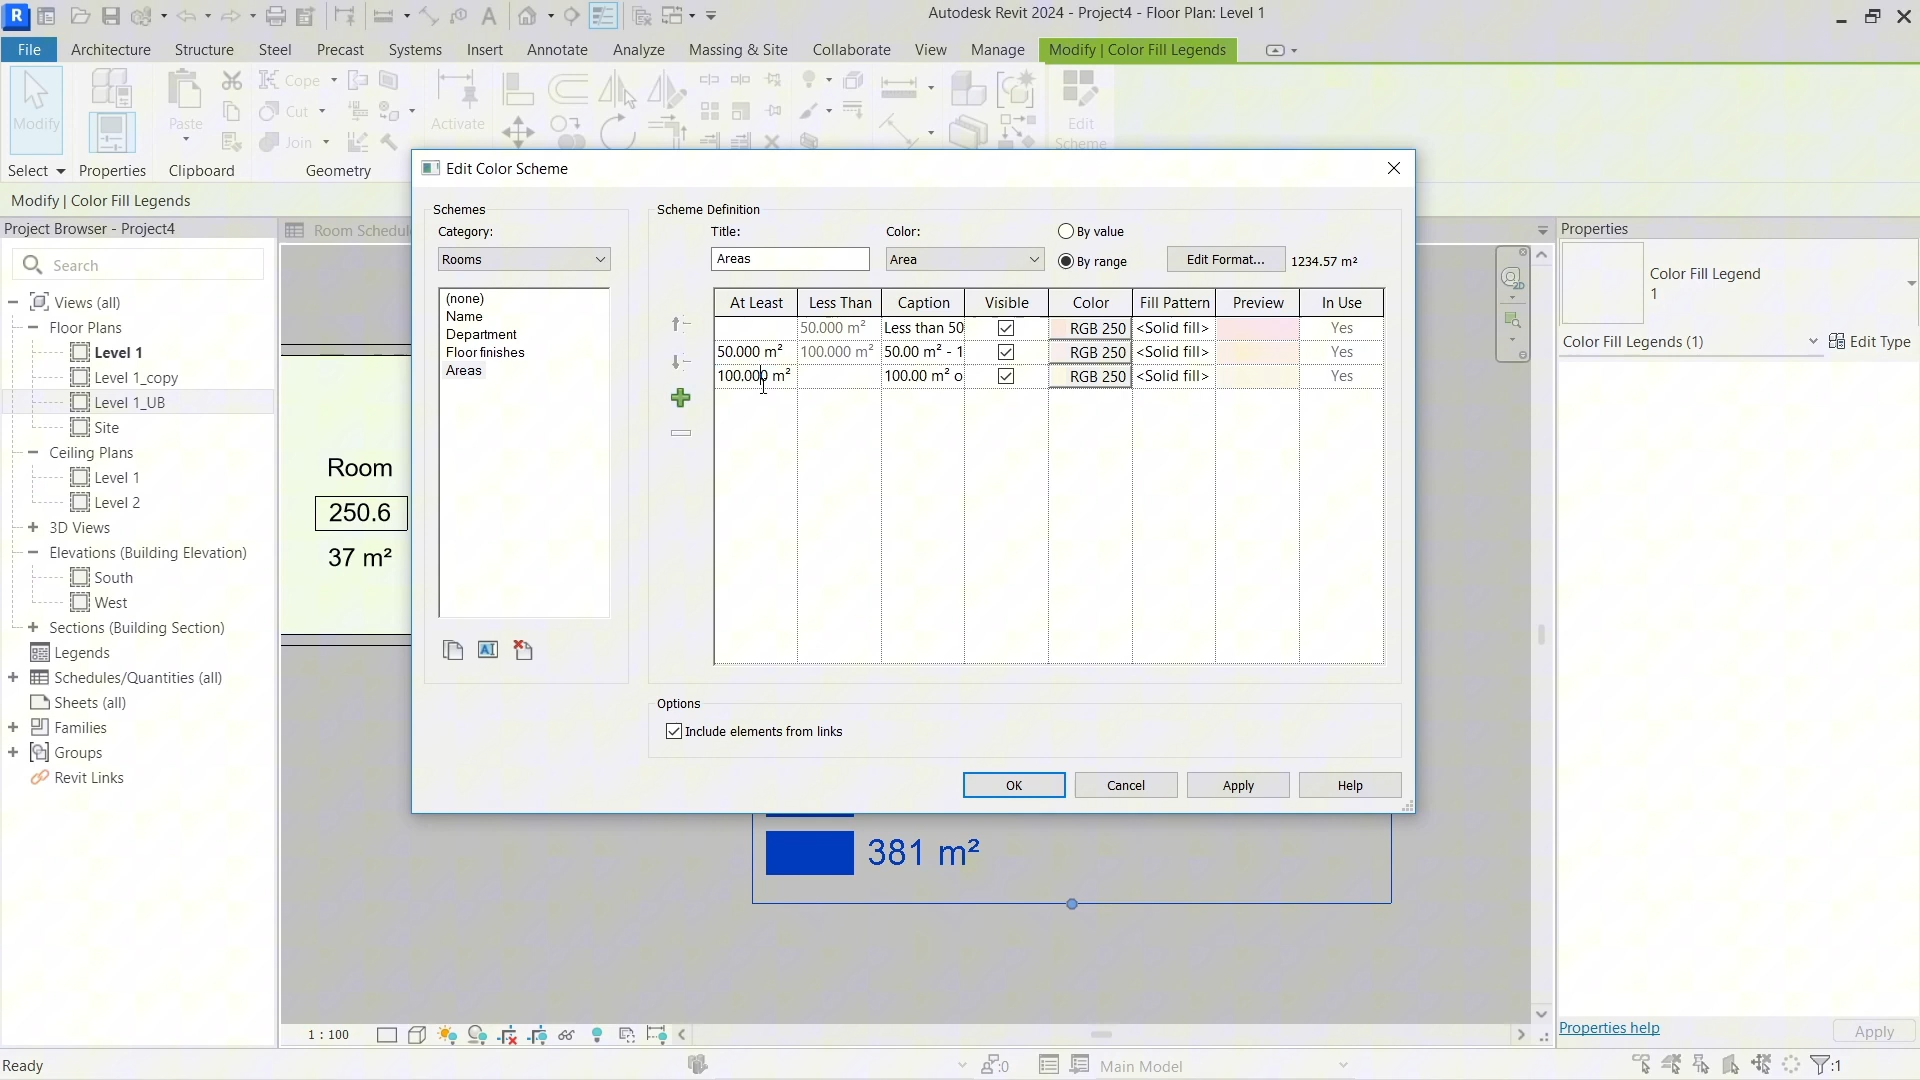 Autodesk Revit 2024 - Project4 - Floor Plan: Level 1
File Architecture Structure Steel Precast Systems Insert Annotate Analyze Massing & Site Collaborate View Manage Modify | Color Fill Legends
Modify
Paste
Cope
Cut
Join
Activate
Edit
Scheme
Select Properties Clipboard Geometry
Modify | Color Fill Legends
Project Browser - Project4
Search
Views (all)
Floor Plans
Level 1
Level 1_copy
Level 1_UB
Site
Ceiling Plans
Level 1
Level 2
3D Views
Elevations (Building Elevation)
South
West
Sections (Building Section)
Legends
Schedules/Quantities (all)
Sheets (all)
Families
Groups
Revit Links
Room Schedul
Room
250.6
37 m²
Edit Color Scheme
Schemes
Category:
Rooms
(none)
Name
Department
Floor finishes
Areas
Scheme Definition
Title:
Areas
Color:
Area
By value
By range
Edit Format...
1234.57 m²
At Least Less Than Caption Visible Color Fill Pattern Preview In Use
50.000 m² Less than 50 RGB 250 <Solid fill> Yes
50.000 m² 100.000 m² 50.00 m² - 1 RGB 250 <Solid fill> Yes
100.000 m² 100.00 m² o RGB 250 <Solid fill> Yes
Options
Include elements from links
OK Cancel Apply Help
381 m²
Properties
Color Fill Legend
1
Color Fill Legends (1) Edit Type
Properties help Apply
1 : 100
Ready
:0
Main Model
:1